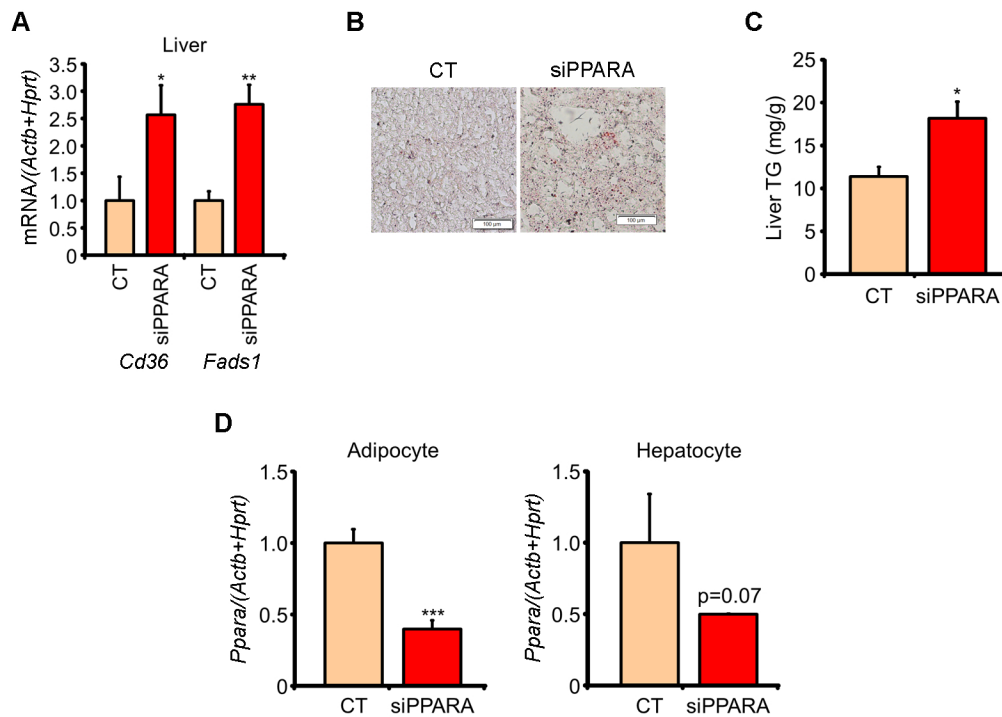 A
Liver
mRNA/(Actb+Hprt)
3.5
3.0
2.5
2.0
1.5
1.0
0.5
0
*
**
CT
siPPARA
CT
siPPARA
Cd36
Fads1
B
CT
siPPARA
100 µm
100 µm
C
Liver TG (mg/g)
25
20
15
10
5
0
*
CT
siPPARA
D
Adipocyte
Ppara/(Actb+Hprt)
1.5
1.0
0.5
0
***
CT
siPPARA
Hepatocyte
Ppara/(Actb+Hprt)
1.5
1.0
0.5
0
p=0.07
CT
siPPARA